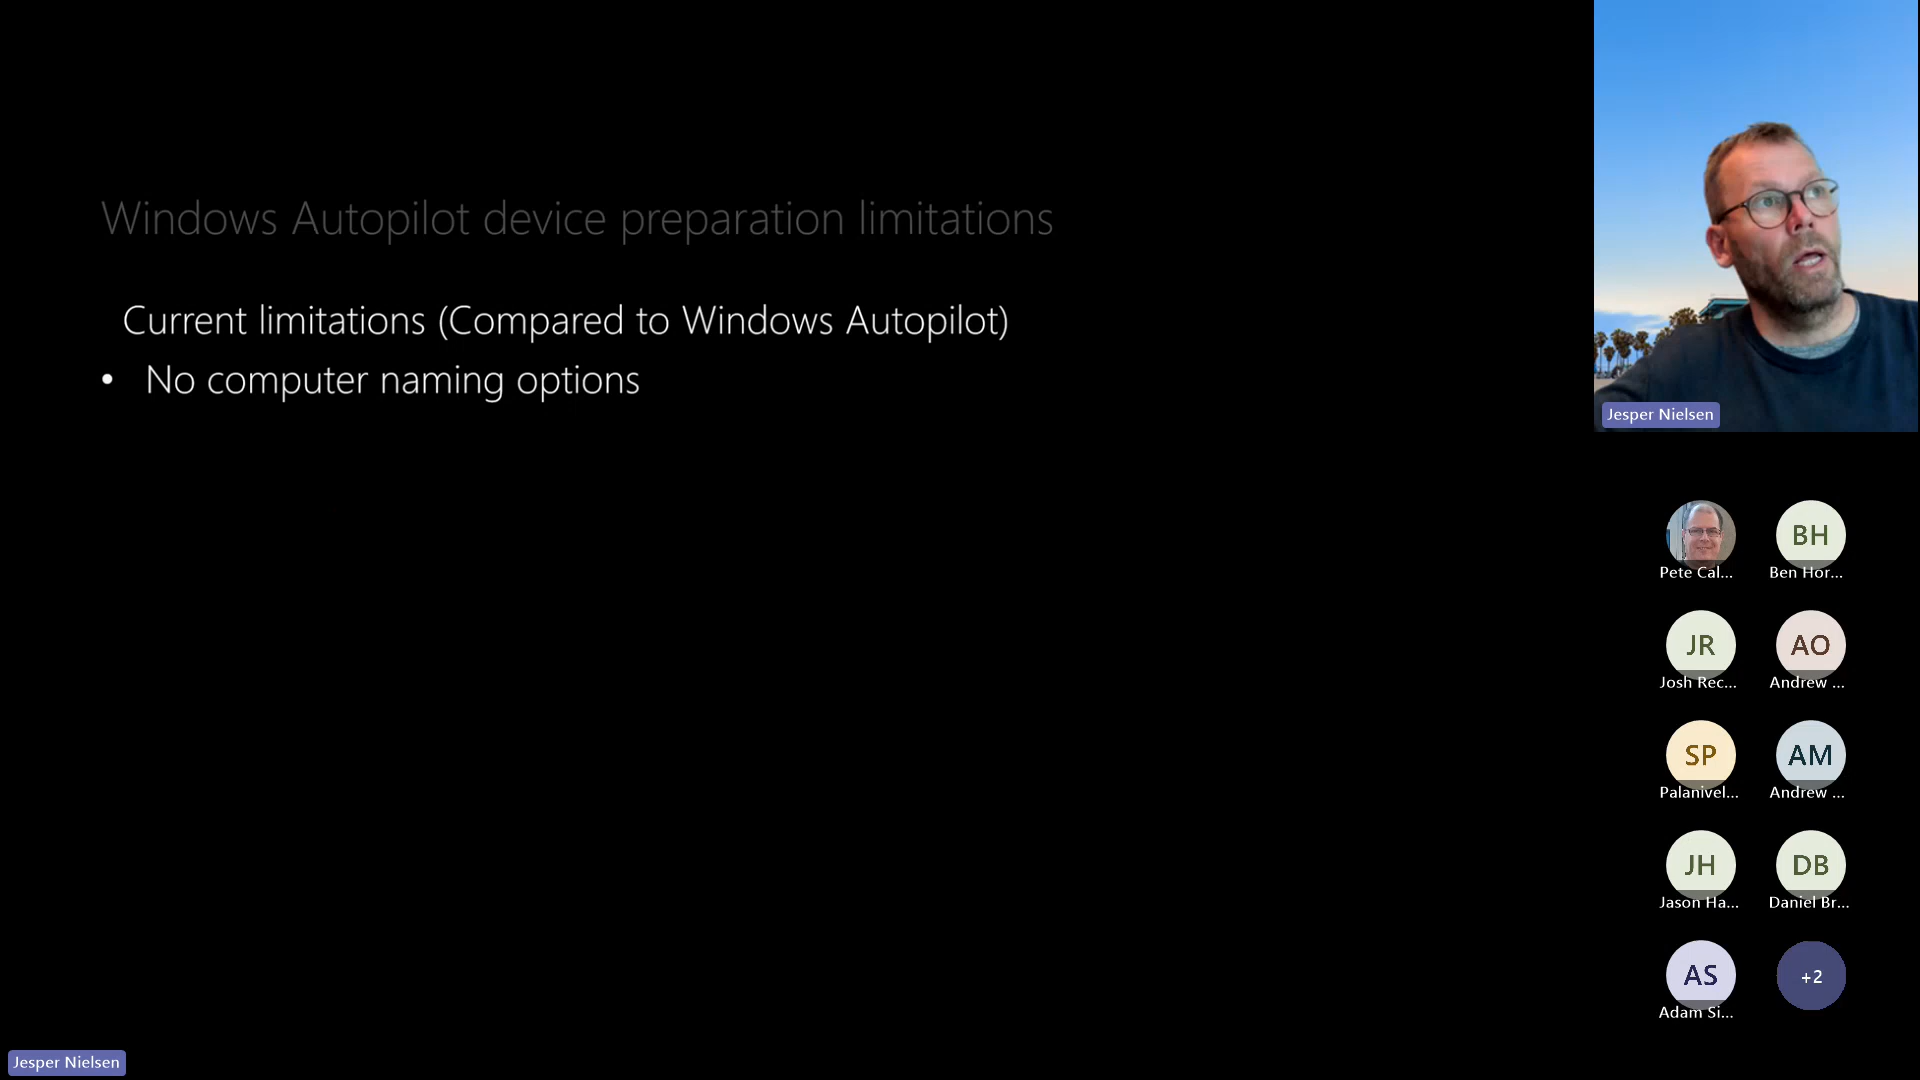 Windows Autopilot device preparation limitations
Current limitations (Compared to Windows Autopilot)
• No computer naming options
Jesper Nielsen
Pete Cal...
BH
Ben Hor...
JR
Josh Rec...
AO
Andrew ...
SP
Palanivel...
AM
Andrew ...
JH
Jason Ha...
DB
Daniel Br...
AS
Adam Si...
+2
Jesper Nielsen